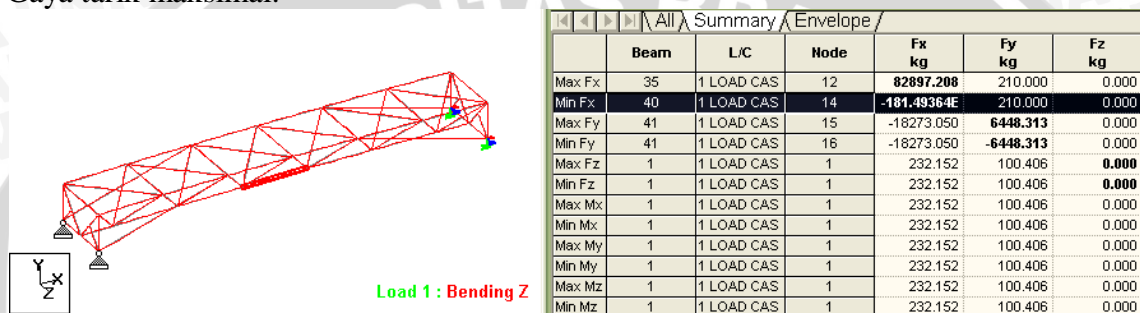 Gaya tarik maksimal:
All Summary Envelope
Beam L/C Node Fx kg Fy kg Fz kg
Max Fx 35 1 LOAD CAS 12 82897.208 210.000 0.000
Min Fx 40 1 LOAD CAS 14 -181.49364E 210.000 0.000
Max Fy 41 1 LOAD CAS 15 -18273.050 6448.313 0.000
Min Fy 41 1 LOAD CAS 16 -18273.050 -6448.313 0.000
Max Fz 1 1 LOAD CAS 1 232.152 100.406 0.000
Min Fz 1 1 LOAD CAS 1 232.152 100.406 0.000
Max Mx 1 1 LOAD CAS 1 232.152 100.406 0.000
Min Mx 1 1 LOAD CAS 1 232.152 100.406 0.000
Max My 1 1 LOAD CAS 1 232.152 100.406 0.000
Min My 1 1 LOAD CAS 1 232.152 100.406 0.000
Max Mz 1 1 LOAD CAS 1 232.152 100.406 0.000
Min Mz 1 1 LOAD CAS 1 232.152 100.406 0.000
Y
X
Z
Load 1 : Bending Z